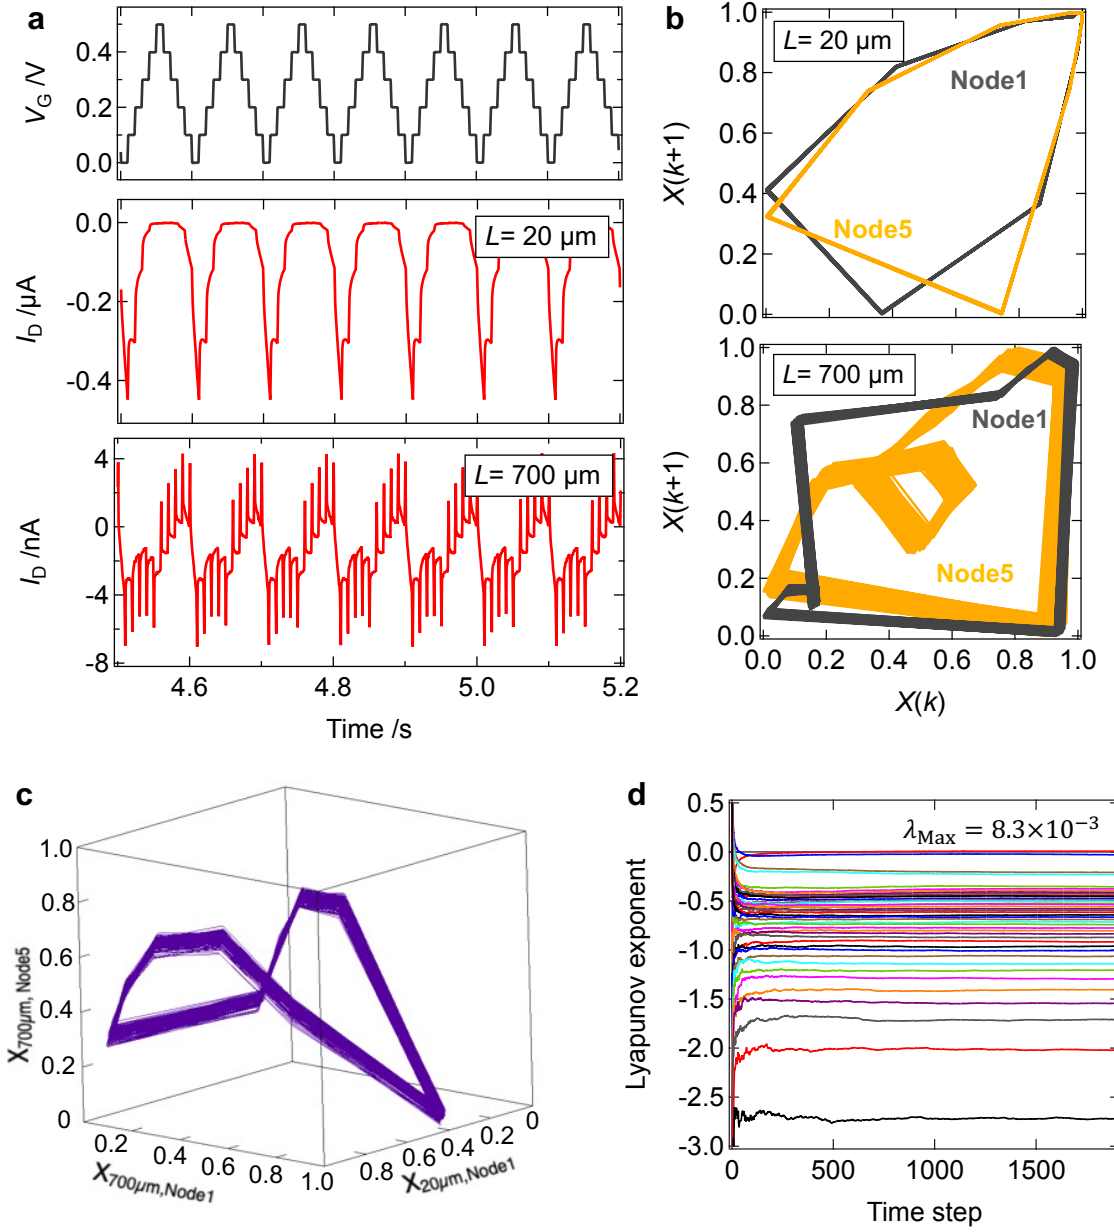 a
V_G /V
0.4
0.2
0.0
I_D /µA
0.0
-0.2
-0.4
L= 20 µm
I_D /nA
4
0
-4
-8
L= 700 µm
4.6 4.8 5.0 5.2
Time /s
b
X(k+1)
1.0
0.8
0.6
0.4
0.2
0.0
L= 20 µm
Node1
Node5
X(k+1)
1.0
0.8
0.6
0.4
0.2
0.0
L= 700 µm
Node1
Node5
0.0 0.2 0.4 0.6 0.8 1.0
X(k)
c
X700µm, Node5
1.0
0.8
0.6
0.4
0.2
0
0.2 0.4 0.6 0.8 1.0
X700µm,Node1
0.8 0.6 0.4 0.2 0
X20µm,Node1
d
Lyapunov exponent
0.5
0.0
-0.5
-1.0
-1.5
-2.0
-2.5
-3.0
λMax = 8.3×10⁻³
0 500 1000 1500
Time step